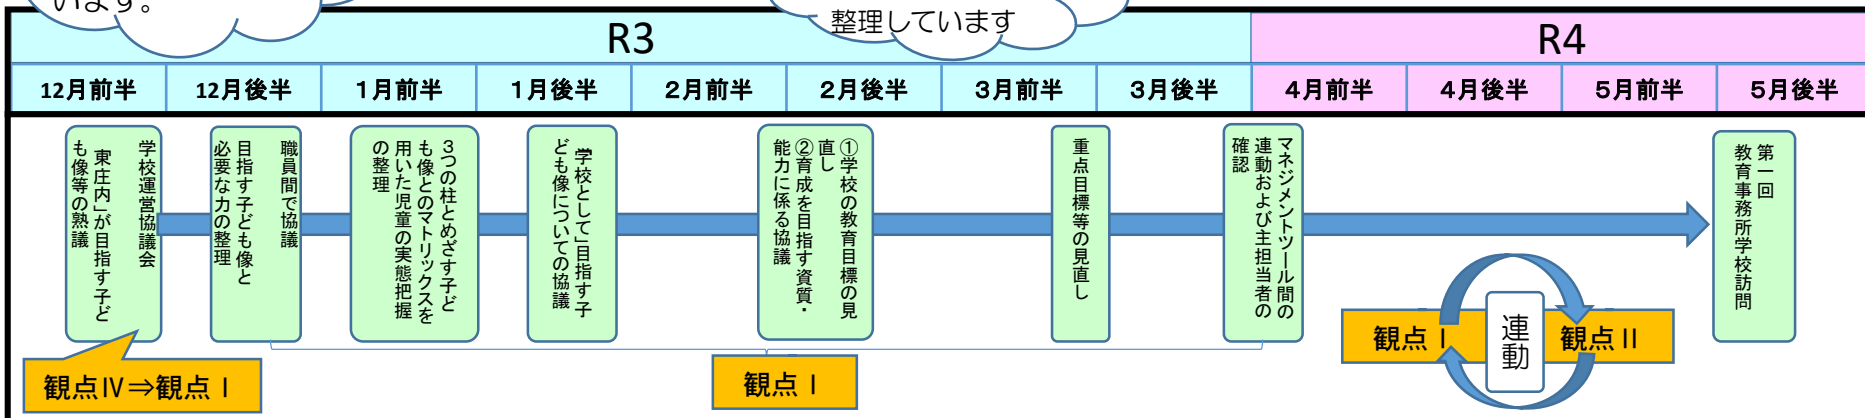 います。
整理しています
R3
R4
12月前半
12月後半
1月前半
1月後半
2月前半
2月後半
3月前半
3月後半
4月前半
4月後半
5月前半
5月後半
学校運営協議会
「東庄内」が目指す子ど
も像等の熟議
職員間で協議
目指す子ども像と
必要な力の整理
3つの柱とめざす子ど
も像とのマトリックスを
用いた児童の実態把握
の整理
「学校として」目指す子
ども像についての協議
①学校の教育目標の見
直し
②育成を目指す資質・
能力に係る協議
重点目標等の見直し
マネジメントツール間の
連動および主担当者の
確認
第一回
教育事務所学校訪問
観点Ⅳ⇒観点Ⅰ
観点Ⅰ
観点Ⅰ
連動
観点Ⅱ